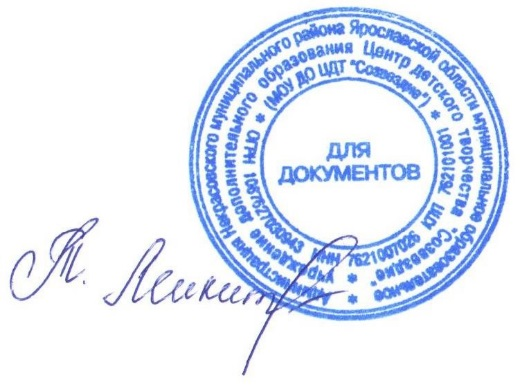 Администрация Некрасовского муниципального района Ярославской области муниципальное образовательное
учреждение дополнительного образования Центр детского творчества "Созвездие"
(МОУ ДО ЦДТ "Созвездие") * КПП 762101001 * ИНН 7621007026 * ОГРН
ДЛЯ
ДОКУМЕНТОВ